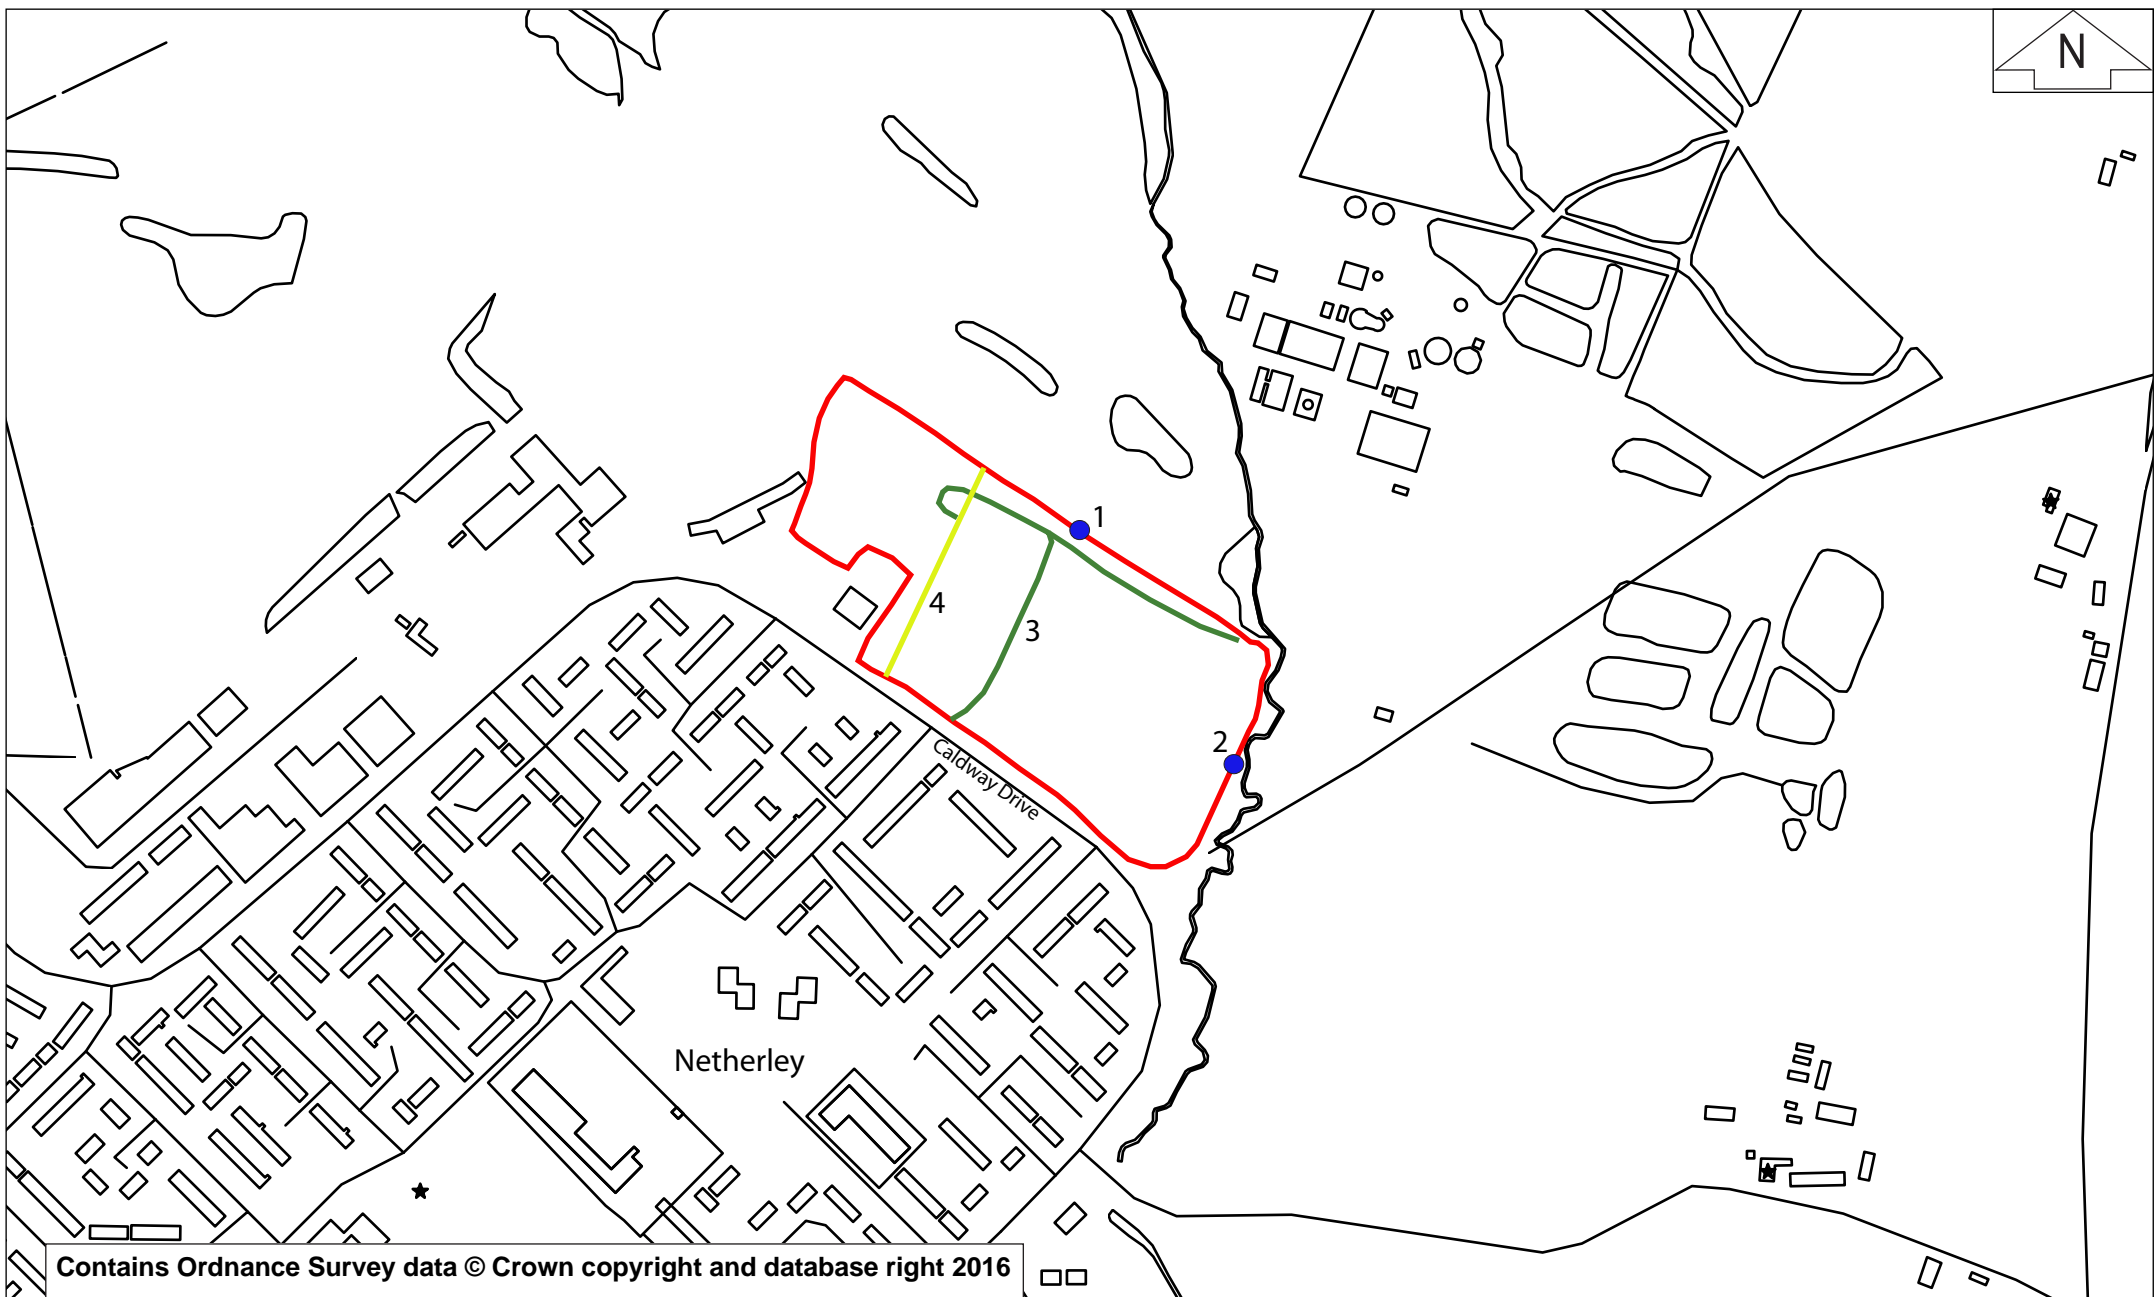 N
1
4
3
2
Caldway Drive
Netherley
Contains Ordnance Survey data © Crown copyright and database right 2016